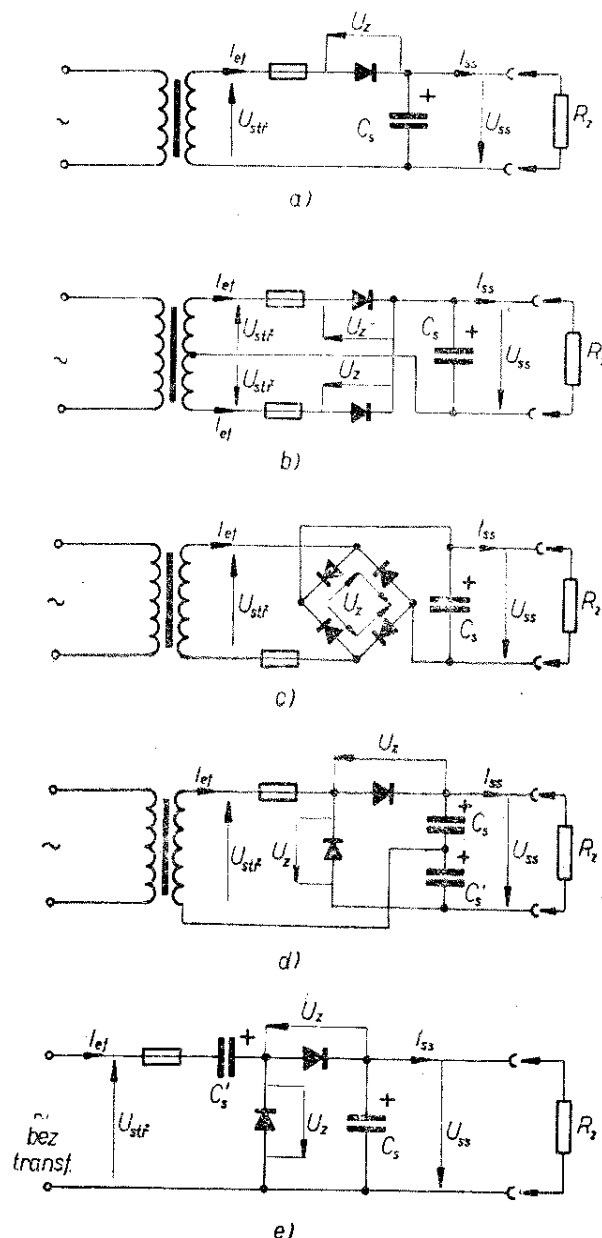 U_z
I_ef I_ss
~ U_stř C_s + U_ss R_z
a)
I_ef I_ss
~ U_stř U_z C_s + U_ss
U_stř U_z
I_ef
b)
I_ef I_ss
~ U_stř U_z + C_s U_ss R_z
c)
U_z
I_ef I_ss
~ U_stř U_z + C_s U_ss R_z
+ C_s'
d)
U_z
I_ef + I_ss
C_s' +
U_stř U_z C_s U_ss R_z
bez
transf.
e)